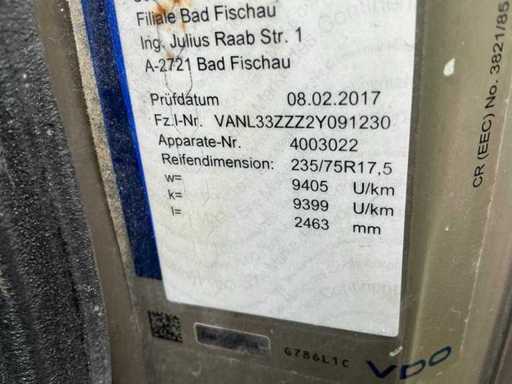 Filiale Bad Fischau
Ing. Julius Raab Str. 1
A-2721 Bad Fischau
Prüfdatum 08.02.2017
Fz.I-Nr. VANL33ZZZ2Y091230
Apparate-Nr. 4003022
Reifendimension: 235/75R17,5
w= 9405 U/km
k= 9399 U/km
l= 2463 mm
G786L1C
VDO
CR (EEC) No. 3821/85